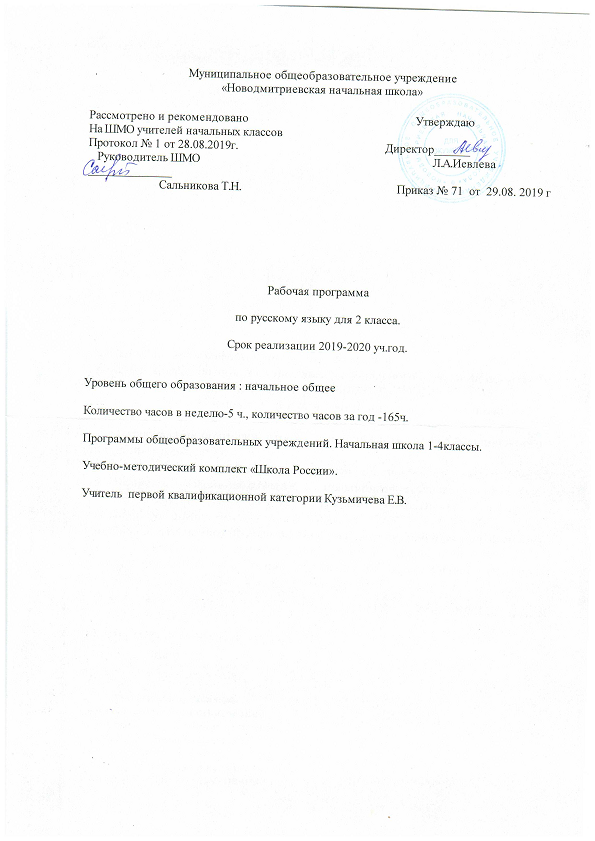 Муниципальное общеобразовательное учреждение
«Новодмитриевская начальная школа»
Рассмотрено и рекомендовано
На ШМО учителей начальных классов
Протокол № 1 от 28.08.2019г.
Руководитель ШМО
Сальникова Т.Н.
Утверждаю
Директор______
Л.А.Иевлева
Приказ № 71 от 29.08. 2019 г
Рабочая программа
по русскому языку для 2 класса.
Срок реализации 2019-2020 уч.год.
Уровень общего образования : начальное общее
Количество часов в неделю-5 ч., количество часов за год -165ч.
Программы общеобразовательных учреждений. Начальная школа 1-4классы.
Учебно-методический комплект «Школа России».
Учитель первой квалификационной категории Кузьмичева Е.В.